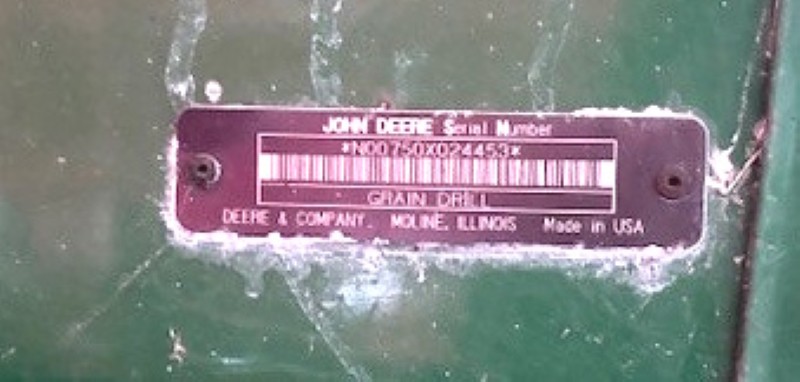 JOHN DEERE Serial Number
*N00750X024453*
GRAIN DRILL
DEERE & COMPANY. MOLINE, ILLINOIS Made in USA